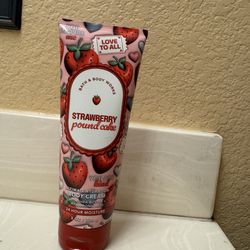 LOVE TO ALL
BATH & BODY WORKS
STRAWBERRY
pound cake
BODY CREAM
24 HOUR MOISTURE